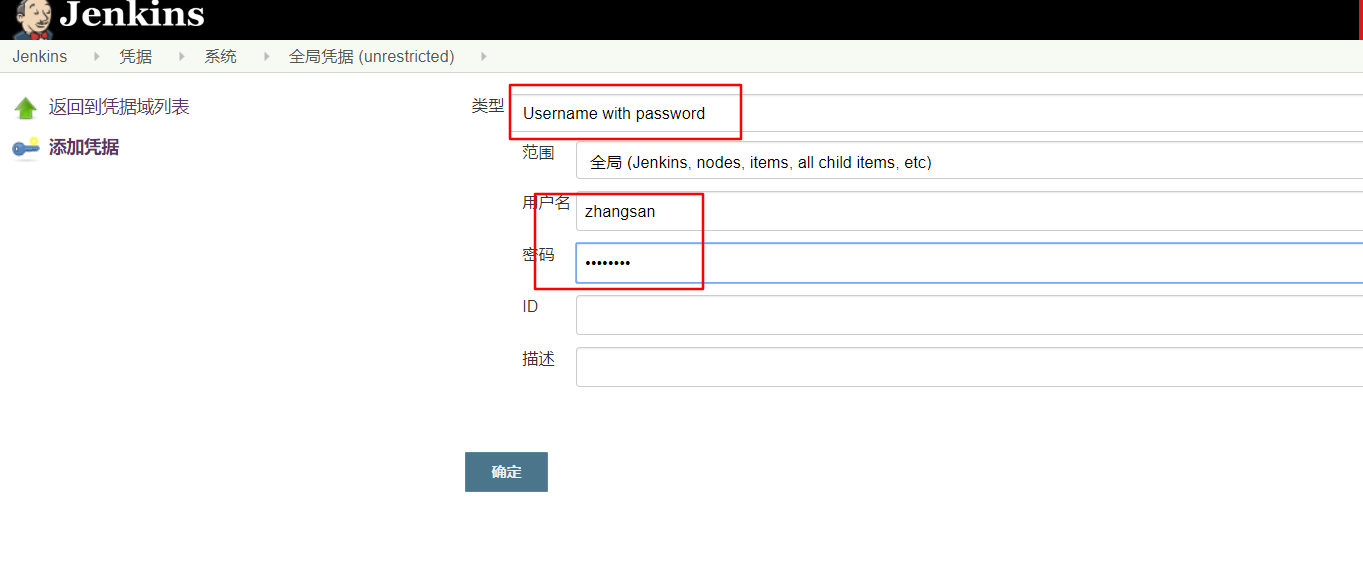 Jenkins
Jenkins 凭据 系统 全局凭据 (unrestricted)
返回到凭据域列表
添加凭据
类型 Username with password
范围 全局 (Jenkins, nodes, items, all child items, etc)
用户名 zhangsan
密码 ••••••••
ID
描述
确定